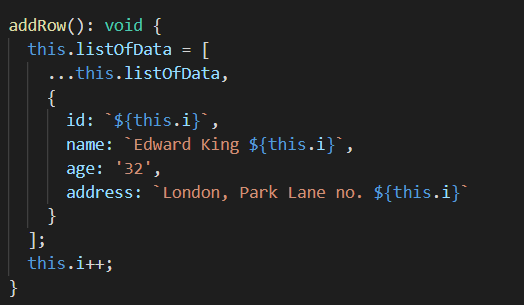 addRow(): void {
  this.listOfData = [
    ...this.listOfData,
    {
      id: `${this.i}`,
      name: `Edward King ${this.i}`,
      age: '32',
      address: `London, Park Lane no. ${this.i}`
    }
  ];
  this.i++;
}